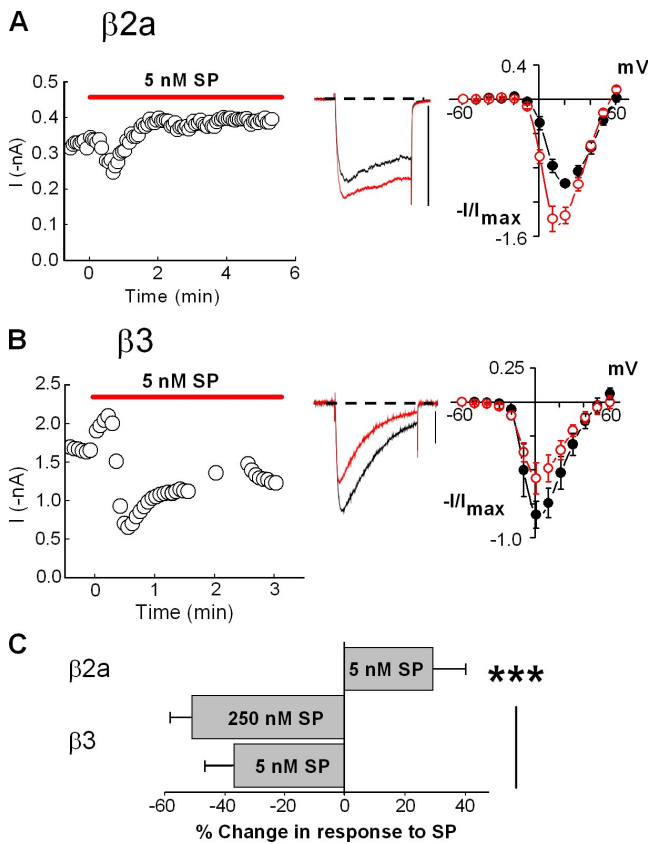 A
β2a
5 nM SP
0.5
0.4
0.3
0.2
0.1
0.0
I (-nA)
0
2
4
6
Time (min)
0.4
mV
-60
60
-I/Imax
-1.6
B
β3
5 nM SP
2.5
2.0
1.5
1.0
0.5
0.0
I (-nA)
0
1
2
3
Time (min)
0.25
mV
-60
60
-I/Imax
-1.0
C
β2a
5 nM SP
***
250 nM SP
β3
5 nM SP
-60
-40
-20
0
20
40
% Change in response to SP